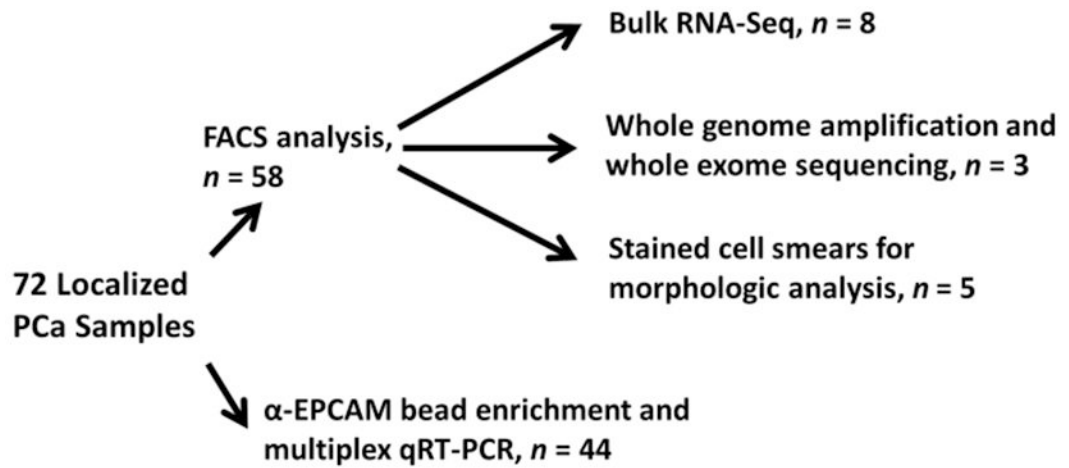 Bulk RNA-Seq, n = 8
FACS analysis,
n = 58
Whole genome amplification and
whole exome sequencing, n = 3
Stained cell smears for
morphologic analysis, n = 5
72 Localized
PCa Samples
α-EPCAM bead enrichment and
multiplex qRT-PCR, n = 44